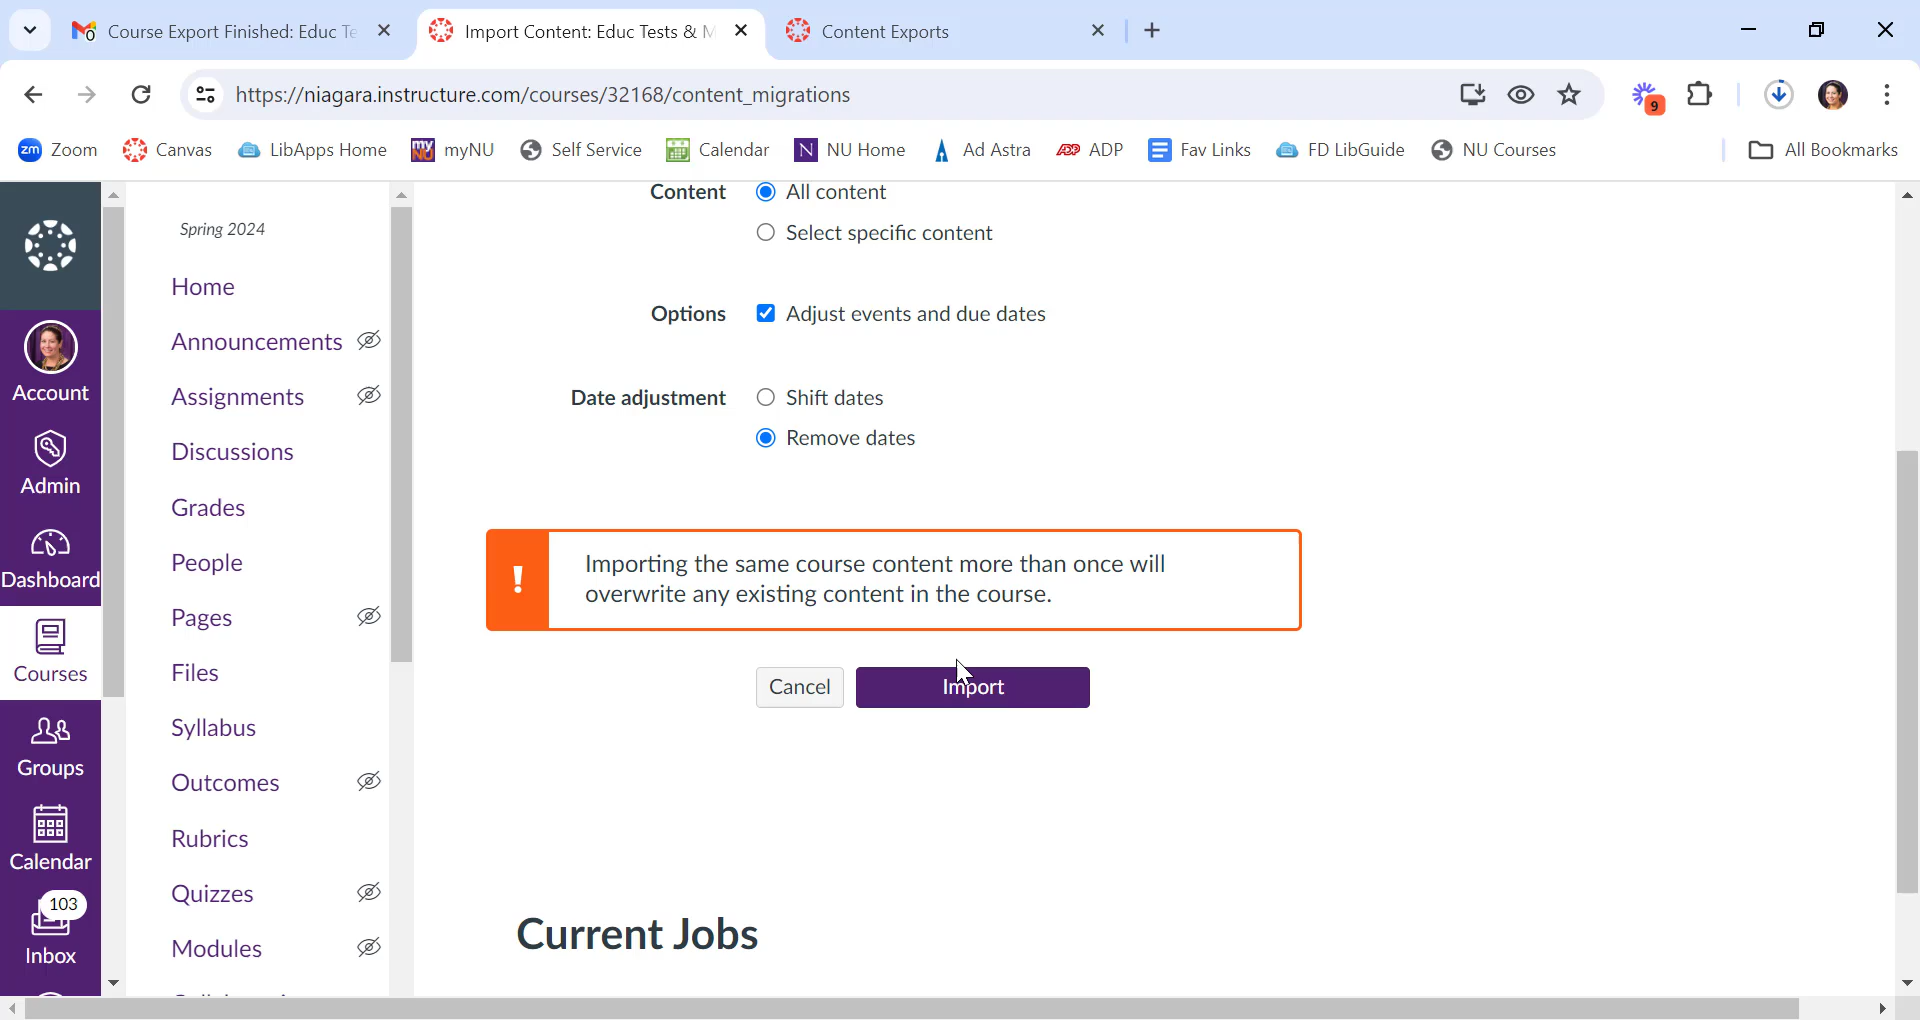 Course Export Finished: Educ Te
Import Content: Educ Tests & M
Content Exports
https://niagara.instructure.com/courses/32168/content_migrations
9
zm Zoom
Canvas
LibApps Home
myNU myNU
Self Service
Calendar
N NU Home
Ad Astra
ADP ADP
Fav Links
FD LibGuide
NU Courses
All Bookmarks
Account
Admin
Dashboard
Courses
Groups
Calendar
103
Inbox
Spring 2024
Home
Announcements
Assignments
Discussions
Grades
People
Pages
Files
Syllabus
Outcomes
Rubrics
Quizzes
Modules
Content All content
Select specific content
Options Adjust events and due dates
Date adjustment Shift dates
Remove dates
! Importing the same course content more than once will
overwrite any existing content in the course.
Cancel Import
Current Jobs